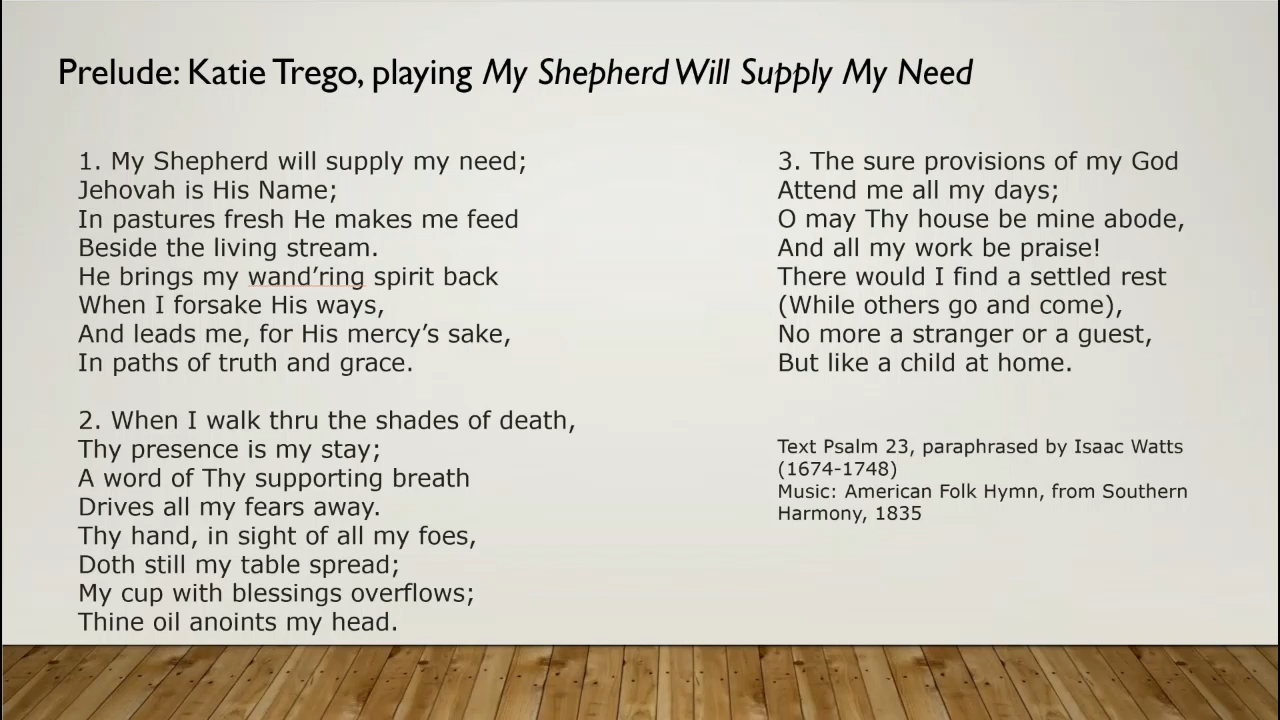 Prelude: Katie Trego, playing My Shepherd Will Supply My Need
1. My Shepherd will supply my need;
Jehovah is His Name;
In pastures fresh He makes me feed
Beside the living stream.
He brings my wand’ring spirit back
When I forsake His ways,
And leads me, for His mercy’s sake,
In paths of truth and grace.
2. When I walk thru the shades of death,
Thy presence is my stay;
A word of Thy supporting breath
Drives all my fears away.
Thy hand, in sight of all my foes,
Doth still my table spread;
My cup with blessings overflows;
Thine oil anoints my head.
3. The sure provisions of my God
Attend me all my days;
O may Thy house be mine abode,
And all my work be praise!
There would I find a settled rest
(While others go and come),
No more a stranger or a guest,
But like a child at home.
Text Psalm 23, paraphrased by Isaac Watts
(1674-1748)
Music: American Folk Hymn, from Southern
Harmony, 1835